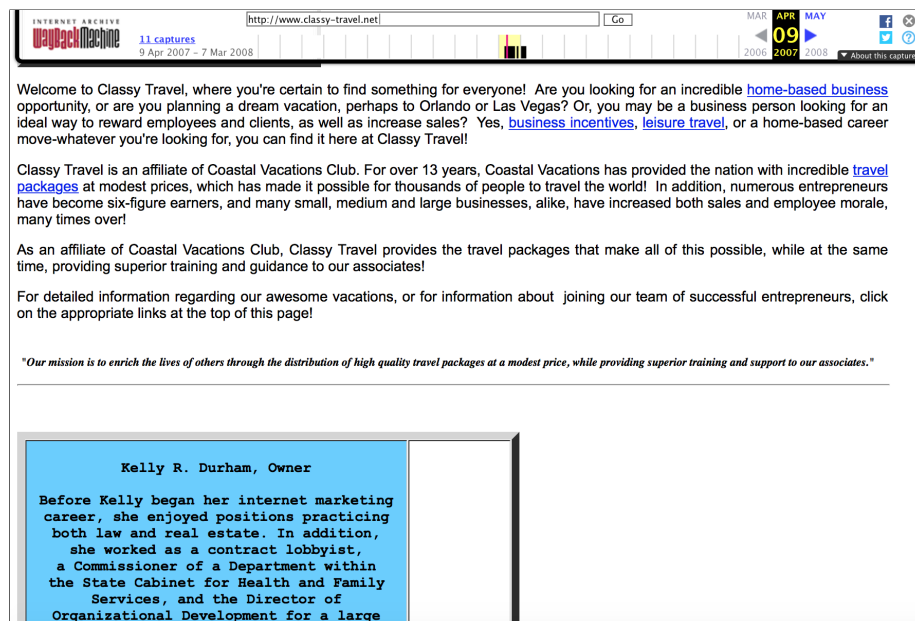 INTERNET ARCHIVE
WayBackMachine
http://www.classy-travel.net
Go
11 captures
9 Apr 2007 – 7 Mar 2008
MAR APR MAY
09
2006 2007 2008
▼ About this capture
Welcome to Classy Travel, where you're certain to find something for everyone! Are you looking for an incredible home-based business
opportunity, or are you planning a dream vacation, perhaps to Orlando or Las Vegas? Or, you may be a business person looking for an
ideal way to reward employees and clients, as well as increase sales? Yes, business incentives, leisure travel, or a home-based career
move-whatever you're looking for, you can find it here at Classy Travel!
Classy Travel is an affiliate of Coastal Vacations Club. For over 13 years, Coastal Vacations has provided the nation with incredible travel
packages at modest prices, which has made it possible for thousands of people to travel the world! In addition, numerous entrepreneurs
have become six-figure earners, and many small, medium and large businesses, alike, have increased both sales and employee morale,
many times over!
As an affiliate of Coastal Vacations Club, Classy Travel provides the travel packages that make all of this possible, while at the same
time, providing superior training and guidance to our associates!
For detailed information regarding our awesome vacations, or for information about joining our team of successful entrepreneurs, click
on the appropriate links at the top of this page!
"Our mission is to enrich the lives of others through the distribution of high quality travel packages at a modest price, while providing superior training and support to our associates."
Kelly R. Durham, Owner
Before Kelly began her internet marketing
career, she enjoyed positions practicing
both law and real estate. In addition,
she worked as a contract lobbyist,
a Commissioner of a Department within
the State Cabinet for Health and Family
Services, and the Director of
Organizational Development for a large